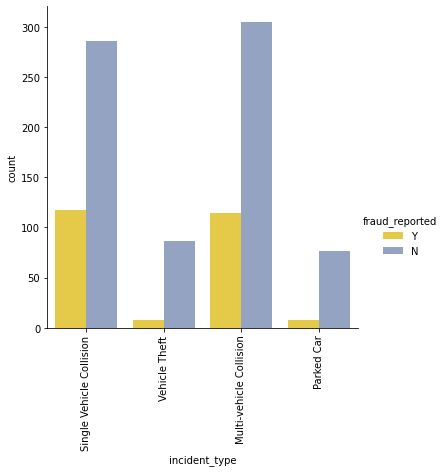 300
250
200
150
100
50
0
count
Single Vehicle Collision
Vehicle Theft
Multi-vehicle Collision
Parked Car
incident_type
fraud_reported
Y
N